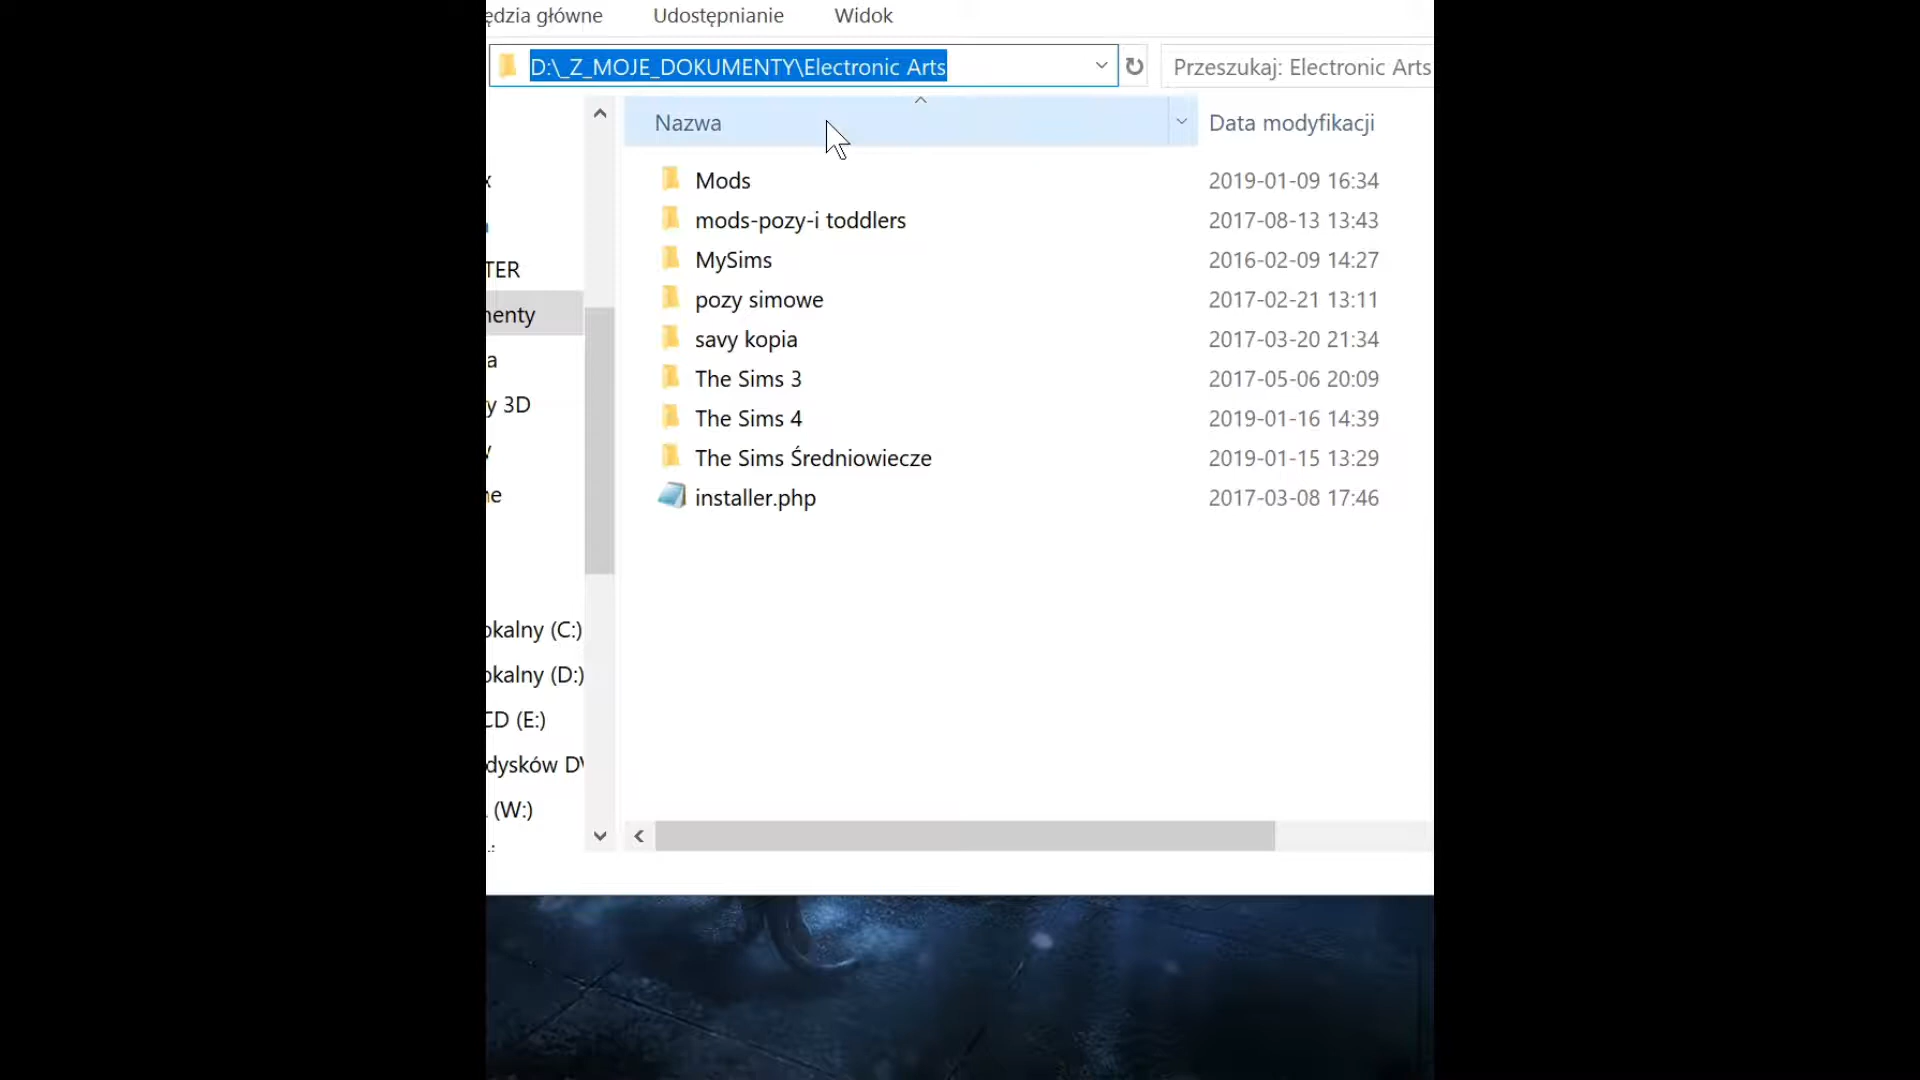 ędzia główne Udostępnianie Widok
D:\_Z_MOJE_DOKUMENTY\Electronic Arts Przeszukaj: Electronic Arts
Nazwa Data modyfikacji
Mods 2019-01-09 16:34
mods-pozy-i toddlers 2017-08-13 13:43
MySims 2016-02-09 14:27
pozy simowe 2017-02-21 13:11
savy kopia 2017-03-20 21:34
The Sims 3 2017-05-06 20:09
The Sims 4 2019-01-16 14:39
The Sims Średniowiecze 2019-01-15 13:29
installer.php 2017-03-08 17:46
x
TER
menty
a
y 3D
y
ne
okalny (C:)
okalny (D:)
CD (E:)
dysków DV
. (W:)